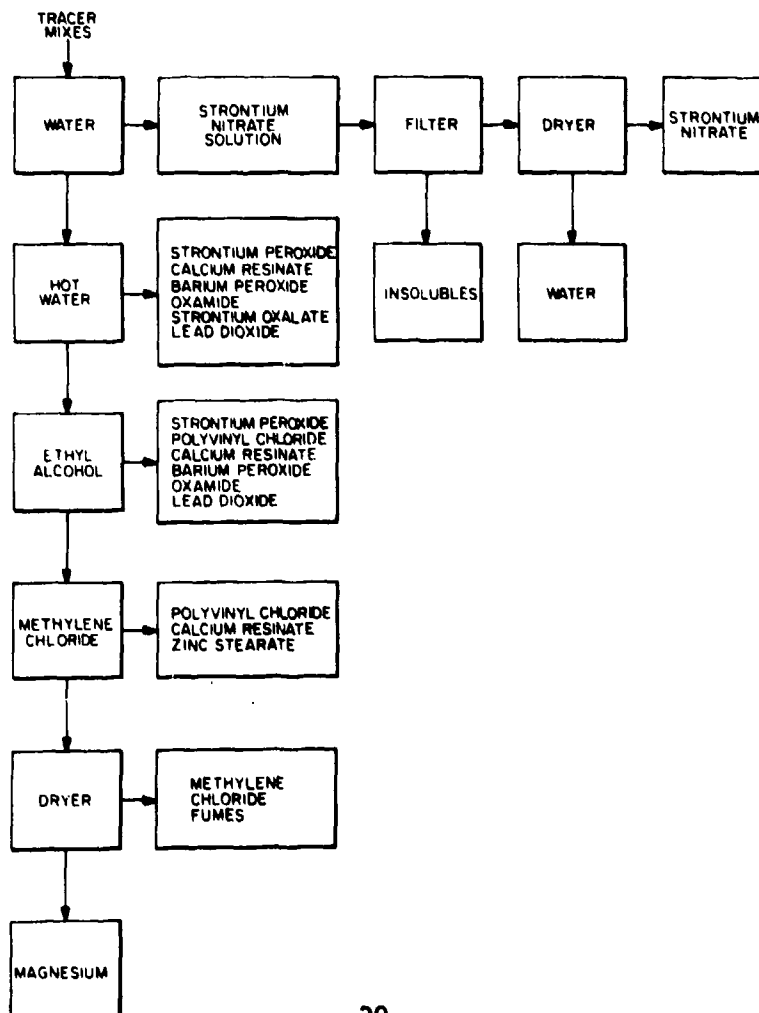 TRACER
MIXES
WATER
STRONTIUM
NITRATE
SOLUTION
FILTER
DRYER
STRONTIUM
NITRATE
HOT
WATER
STRONTIUM PEROXIDE
CALCIUM RESINATE
BARIUM PEROXIDE
OXAMIDE
STRONTIUM OXALATE
LEAD DIOXIDE
INSOLUBLES
WATER
ETHYL
ALCOHOL
STRONTIUM PEROXIDE
POLYVINYL CHLORIDE
CALCIUM RESINATE
BARIUM PEROXIDE
OXAMIDE
LEAD DIOXIDE
METHYLENE
CHLORIDE
POLYVINYL CHLORIDE
CALCIUM RESINATE
ZINC STEARATE
DRYER
METHYLENE
CHLORIDE
FUMES
MAGNESIUM